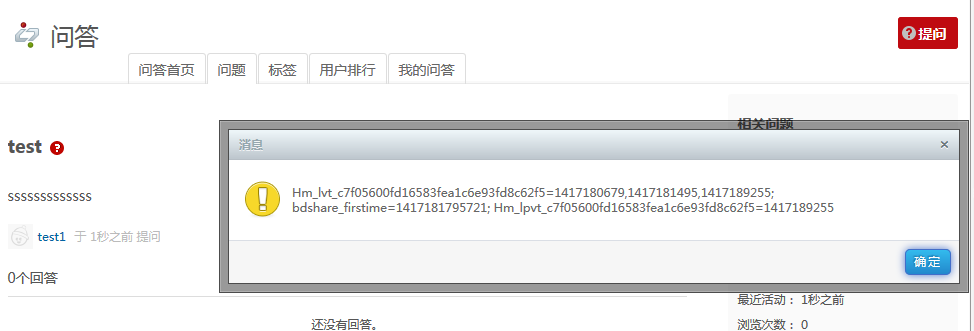 问答
提问
问答首页
问题
标签
用户排行
我的问答
相关问题
test
消息
Hm_lvt_c7f05600fd16583fea1c6e93fd8c62f5=1417180679,1417181495,1417189255;
bdshare_firstime=1417181795721; Hm_lpvt_c7f05600fd16583fea1c6e93fd8c62f5=1417189255
确定
sssssssssssss
test1 于 1秒之前 提问
0个回答
还没有回答。
最近活动： 1秒之前
浏览次数： 0